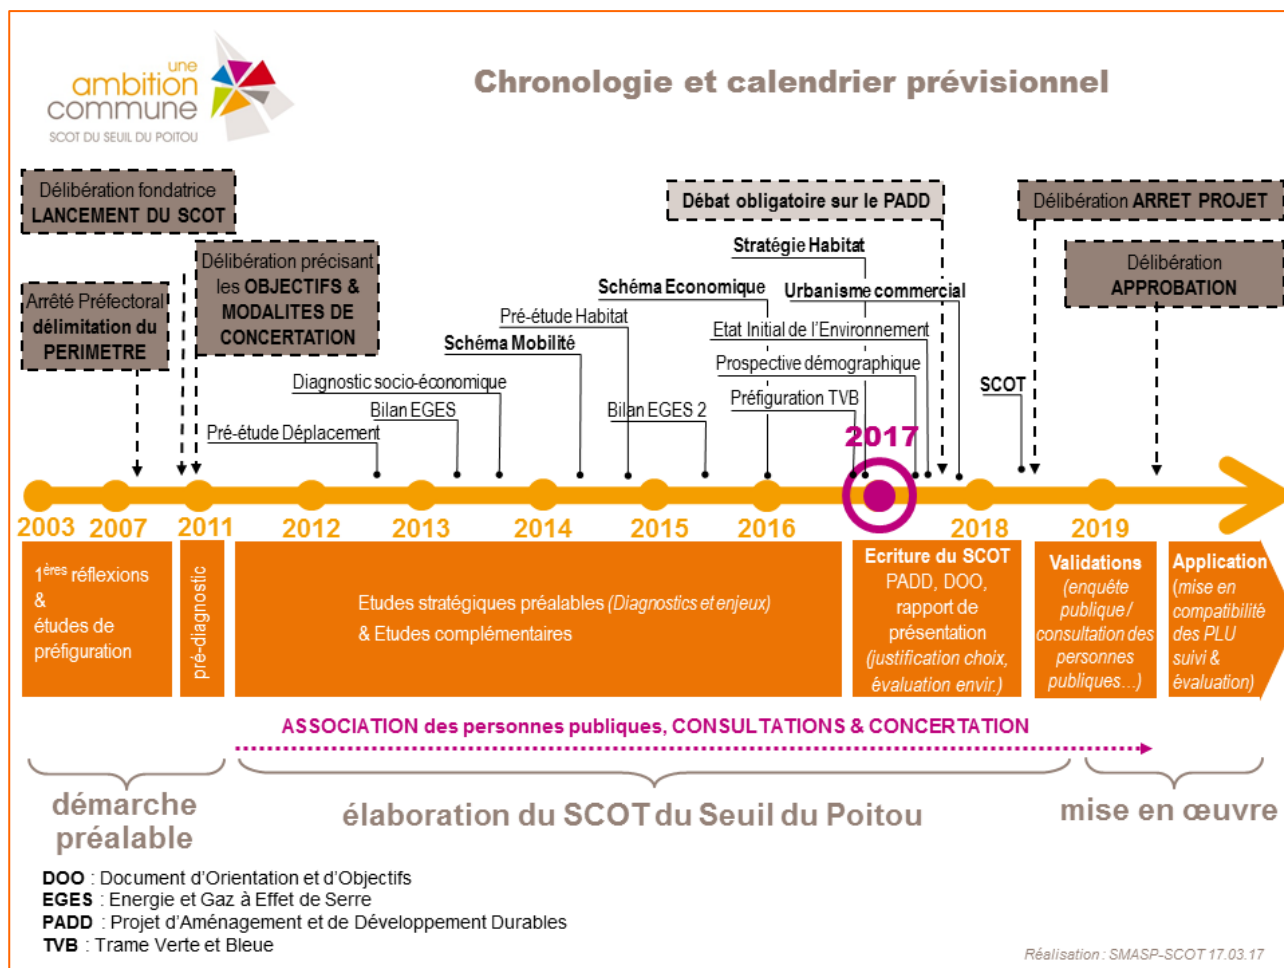 une
ambition
commune
SCOT DU SEUIL DU POITOU
Chronologie et calendrier prévisionnel
Délibération fondatrice
LANCEMENT DU SCOT
Arrêté Préfectoral
délimitation du
PERIMETRE
Délibération précisant
les OBJECTIFS &
MODALITES DE
CONCERTATION
Débat obligatoire sur le PADD
Délibération ARRET PROJET
Délibération
APPROBATION
Stratégie Habitat
Schéma Economique
Urbanisme commercial
Pré-étude Habitat
Etat Initial de l'Environnement
Schéma Mobilité
Prospective démographique
Diagnostic socio-économique
SCOT
Préfiguration TVB
Bilan EGES
Bilan EGES 2
Pré-étude Déplacement
2017
2003
2007
2011
2012
2013
2014
2015
2016
2018
2019
1ères réflexions
&
études de
préfiguration
pré-diagnostic
Etudes stratégiques préalables (Diagnostics et enjeux)
& Etudes complémentaires
Ecriture du SCOT
PADD, DOO,
rapport de
présentation
(justification choix,
évaluation envir.)
Validations
(enquête
publique /
consultation des
personnes
publiques…)
Application
(mise en
compatibilité
des PLU
suivi &
évaluation)
ASSOCIATION des personnes publiques, CONSULTATIONS & CONCERTATION
démarche
préalable
élaboration du SCOT du Seuil du Poitou
mise en œuvre
DOO : Document d'Orientation et d'Objectifs
EGES : Energie et Gaz à Effet de Serre
PADD : Projet d'Aménagement et de Développement Durables
TVB : Trame Verte et Bleue
Réalisation : SMASP-SCOT 17.03.17